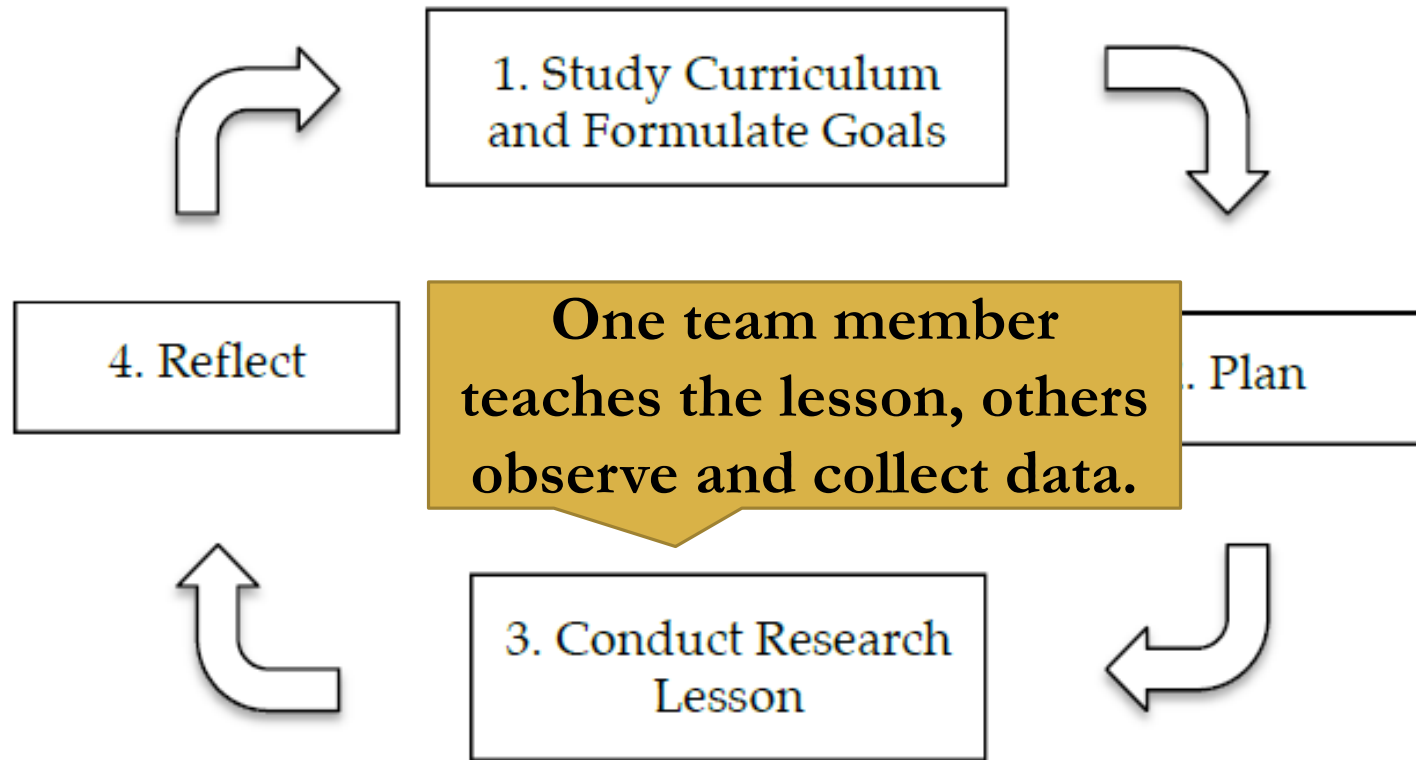 1. Study Curriculum
and Formulate Goals
4. Reflect
One team member
teaches the lesson, others
observe and collect data.
. Plan
3. Conduct Research
Lesson